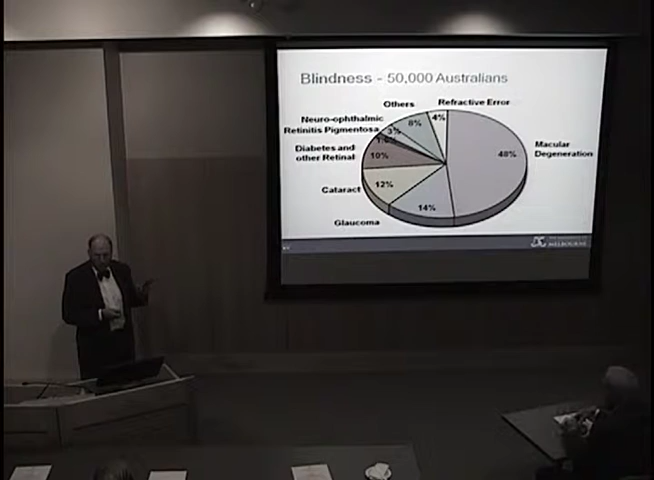 Blindness - 50,000 Australians
Others
Refractive Error
4%
8%
Neuro-ophthalmic
3%
Retinitis Pigmentosa
Diabetes and
other Retinal
10%
Macular
Degeneration
48%
Cataract
12%
14%
Glaucoma
MELBOURNE